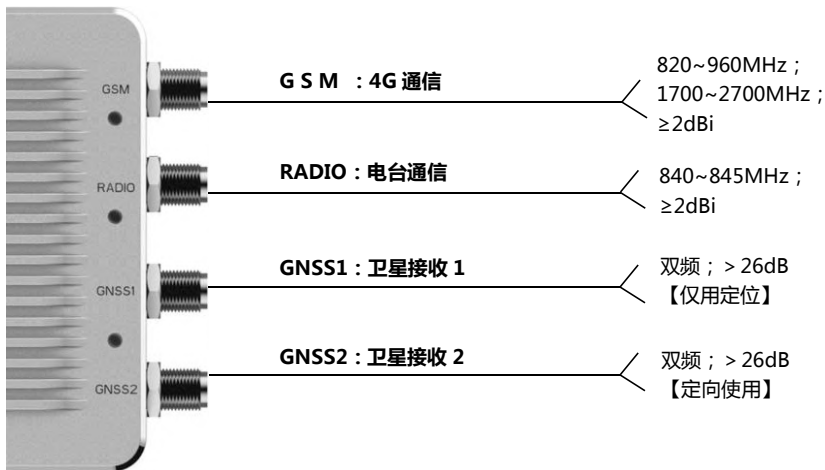 GSM
G S M ：4G 通信
820~960MHz；
1700~2700MHz；
≥2dBi
RADIO
RADIO：电台通信
840~845MHz；
≥2dBi
GNSS1
GNSS1：卫星接收 1
双频；> 26dB
【仅用定位】
GNSS2
GNSS2：卫星接收 2
双频；> 26dB
【定向使用】